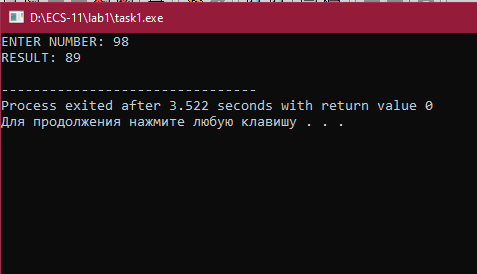 D:\ECS-11\lab1\task1.exe
ENTER NUMBER: 98
RESULT: 89
--------------------------------
Process exited after 3.522 seconds with return value 0
Для продолжения нажмите любую клавишу . . .